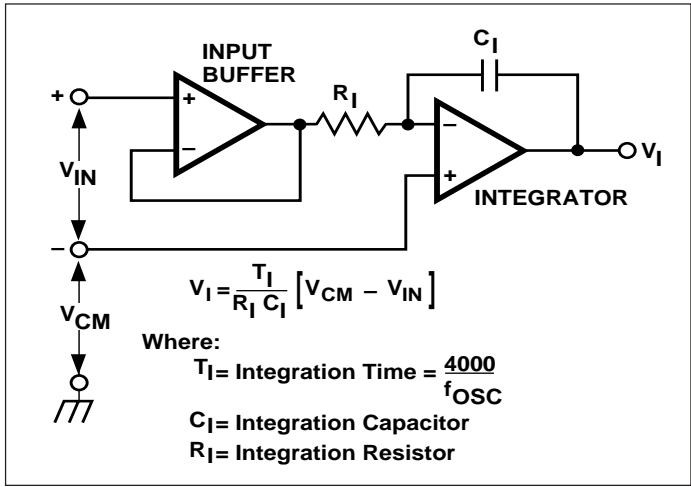 INPUT
BUFFER
C_I
R_I
+
+
−
−
+
V_IN
V_I
INTEGRATOR
−
V_I = T_I / (R_I C_I) [V_CM − V_IN]
V_CM
Where:
T_I = Integration Time = 4000 / f_OSC
C_I = Integration Capacitor
R_I = Integration Resistor